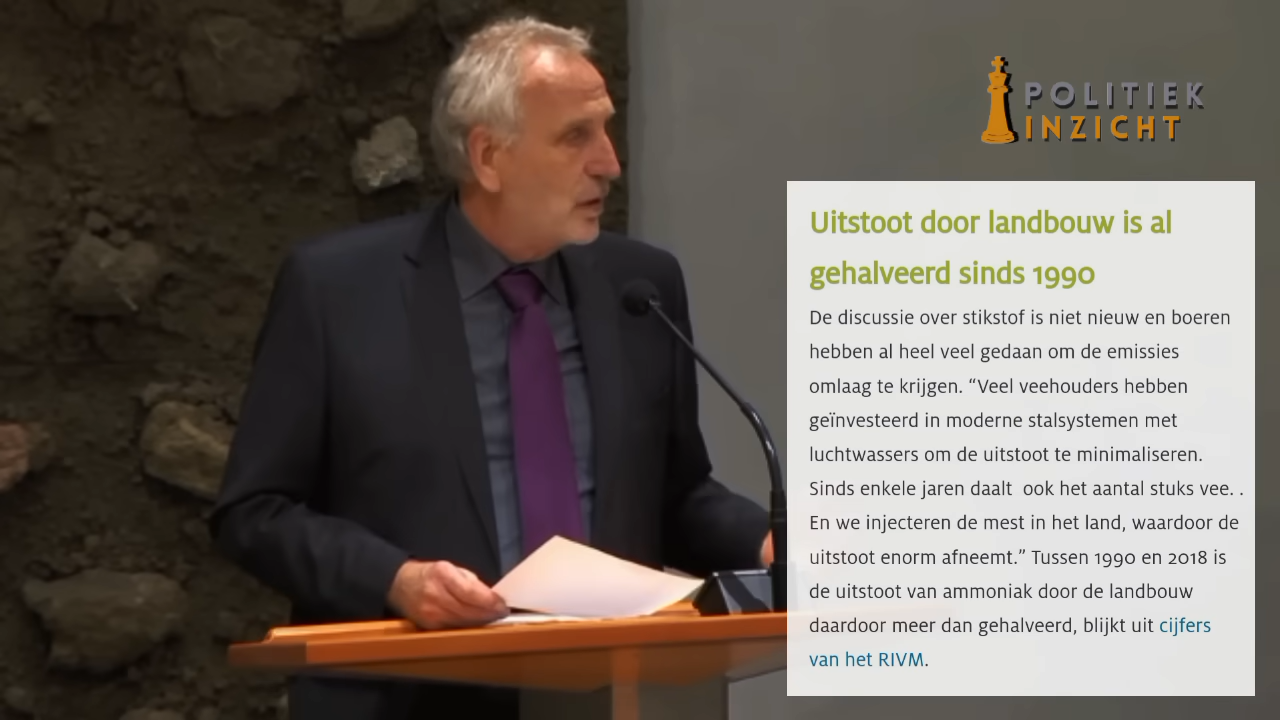 POLITIEK
INZICHT
Uitstoot door landbouw is al
gehalveerd sinds 1990
De discussie over stikstof is niet nieuw en boeren
hebben al heel veel gedaan om de emissies
omlaag te krijgen. “Veel veehouders hebben
geïnvesteerd in moderne stalsystemen met
luchtwassers om de uitstoot te minimaliseren.
Sinds enkele jaren daalt  ook het aantal stuks vee. .
En we injecteren de mest in het land, waardoor de
uitstoot enorm afneemt.” Tussen 1990 en 2018 is
de uitstoot van ammoniak door de landbouw
daardoor meer dan gehalveerd, blijkt uit cijfers
van het RIVM.